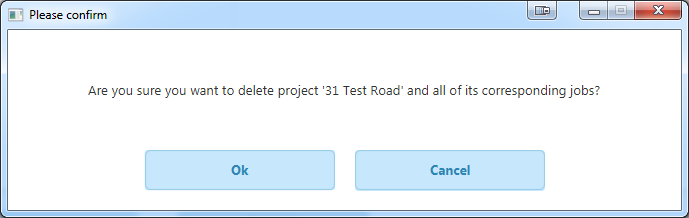 Please confirm
Are you sure you want to delete project '31 Test Road' and all of its corresponding jobs?
Ok
Cancel